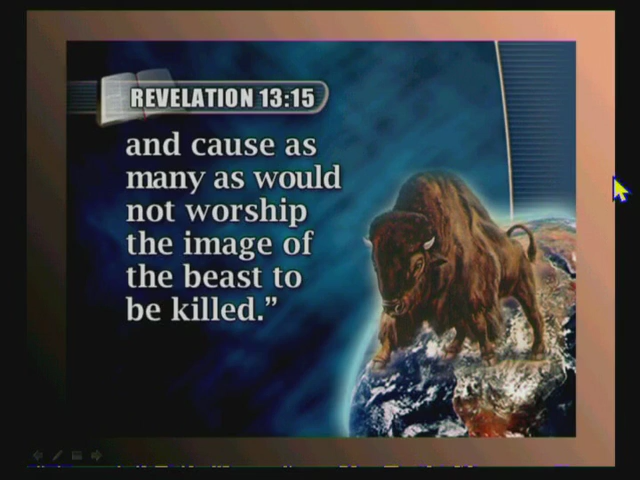 REVELATION 13:15
and cause as
many as would
not worship
the image of
the beast to
be killed.”